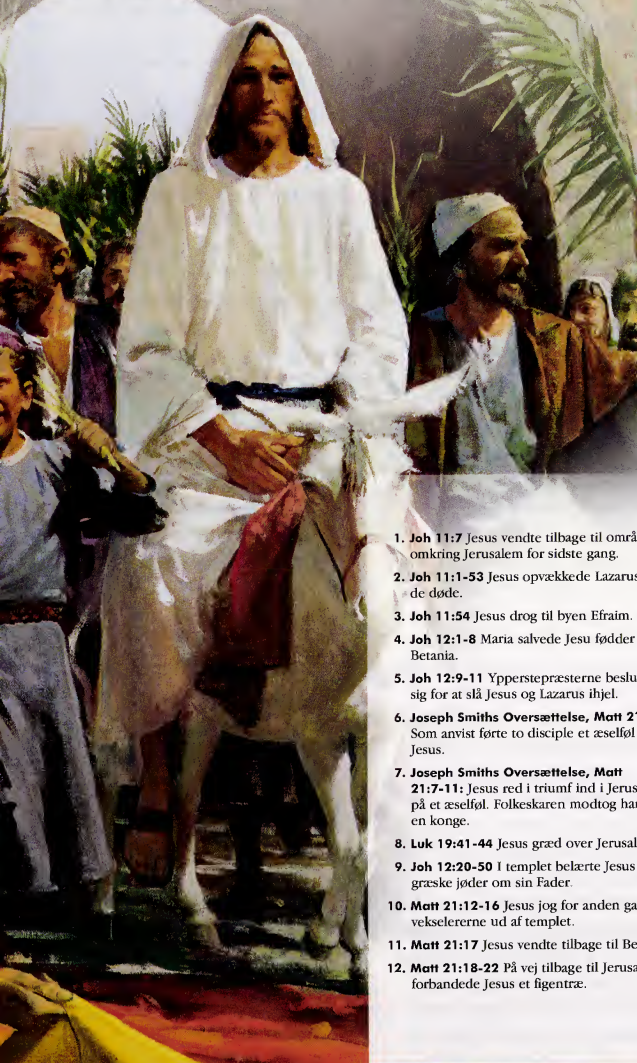 1. Joh 11:7 Jesus vendte tilbage til områ
omkring Jerusalem for sidste gang.
2. Joh 11:1-53 Jesus opvækkede Lazarus
de døde.
3. Joh 11:54 Jesus drog til byen Efraim.
4. Joh 12:1-8 Maria salvede Jesu fødder
Betania.
5. Joh 12:9-11 Ypperstepræsterne beslu
sig for at slå Jesus og Lazarus ihjel.
6. Joseph Smiths Oversættelse, Matt 21
Som anvist førte to disciple et æselføl
Jesus.
7. Joseph Smiths Oversættelse, Matt
21:7-11: Jesus red i triumf ind i Jerus
på et æselføl. Folkeskaren modtog ha
en konge.
8. Luk 19:41-44 Jesus græd over Jerusal
9. Joh 12:20-50 I templet belærte Jesus
græske jøder om sin Fader.
10. Matt 21:12-16 Jesus jog for anden ga
vekselererne ud af templet.
11. Matt 21:17 Jesus vendte tilbage til Be
12. Matt 21:18-22 På vej tilbage til Jerusa
forbandede Jesus et figentræ.